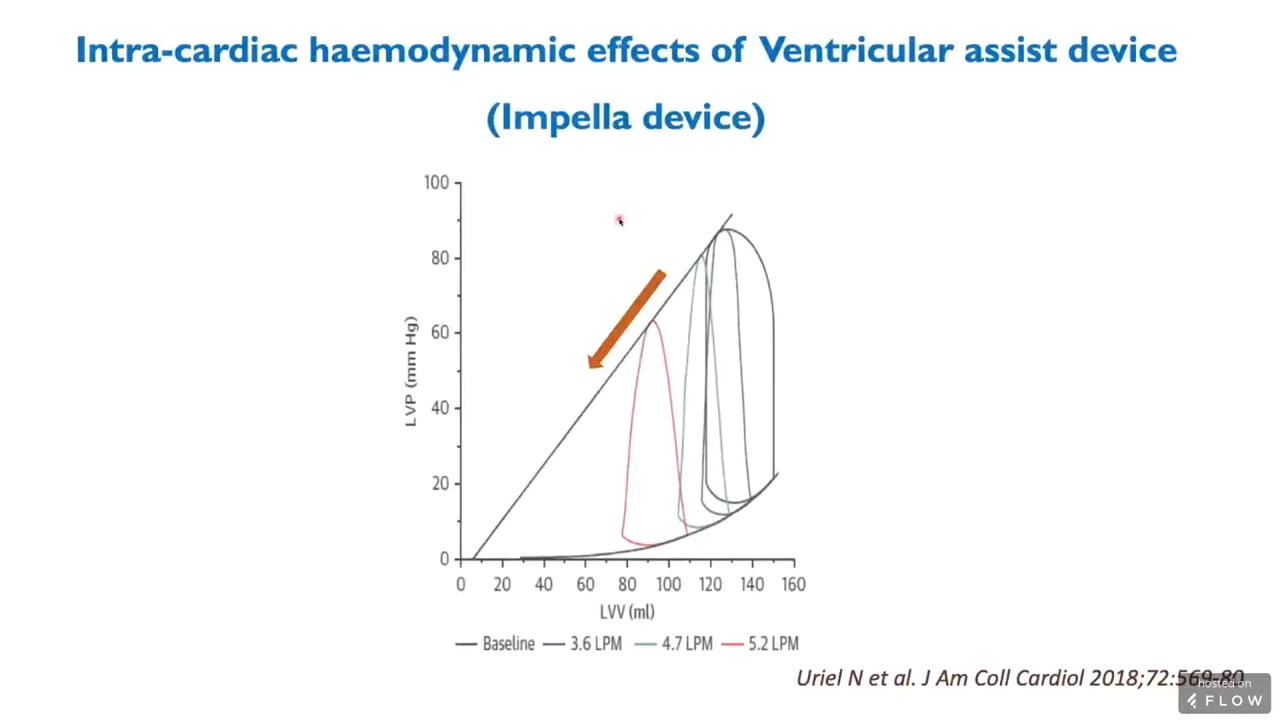 Intra-cardiac haemodynamic effects of Ventricular assist device
(Impella device)
100
80
60
40
20
0
LVP (mm Hg)
0 20 40 60 80 100 120 140 160
LVV (ml)
Baseline 3.6 LPM 4.7 LPM 5.2 LPM
Uriel N et al. J Am Coll Cardiol 2018;72:569-80
hosted on
FLOW